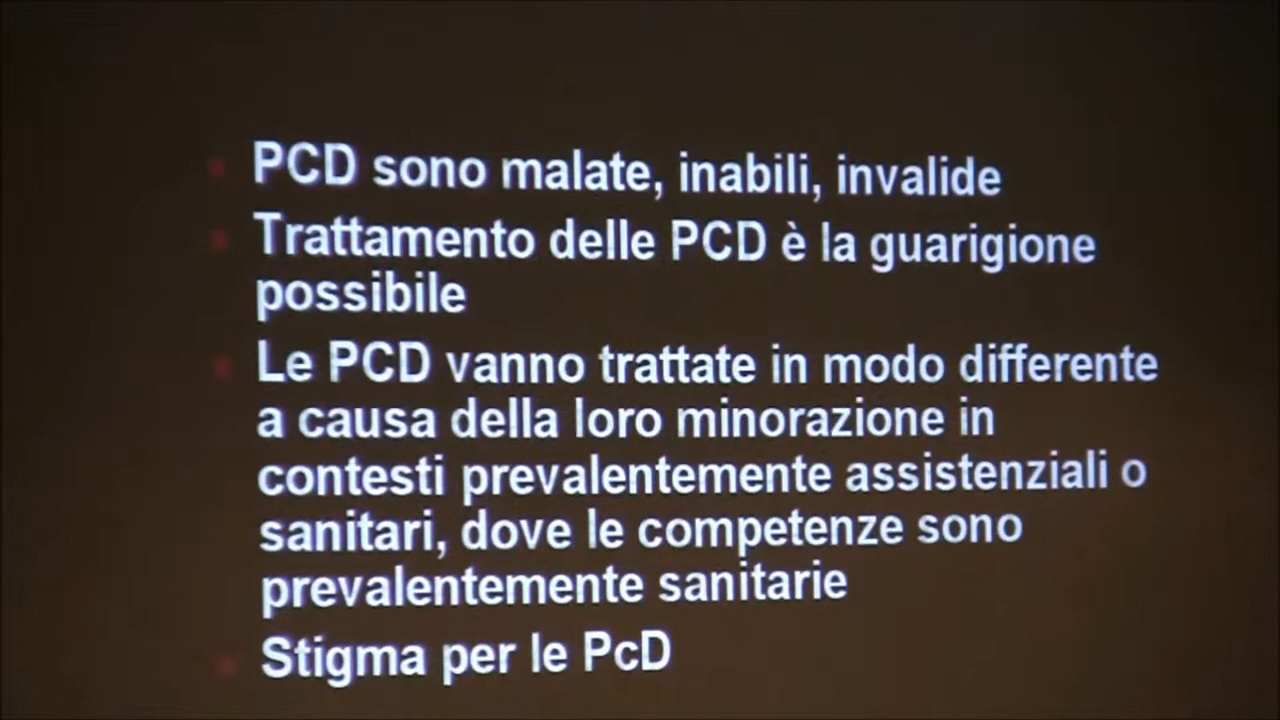 PCD sono malate, inabili, invalide
Trattamento delle PCD è la guarigione
possibile
Le PCD vanno trattate in modo differente
a causa della loro minorazione in
contesti prevalentemente assistenziali o
sanitari, dove le competenze sono
prevalentemente sanitarie
Stigma per le PcD